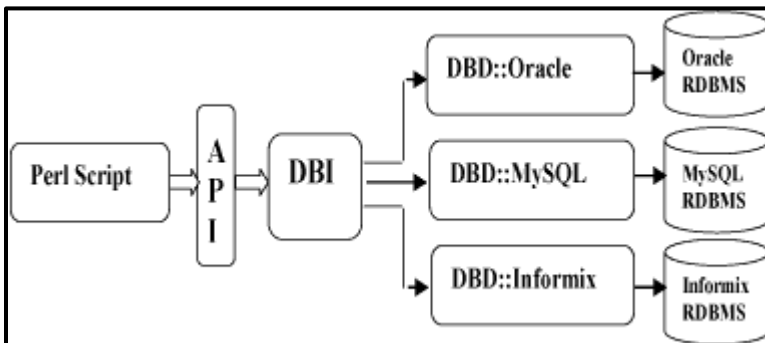 Perl Script
A
P
I
DBI
DBD::Oracle
Oracle
RDBMS
DBD::MySQL
MySQL
RDBMS
DBD::Informix
Informix
RDBMS